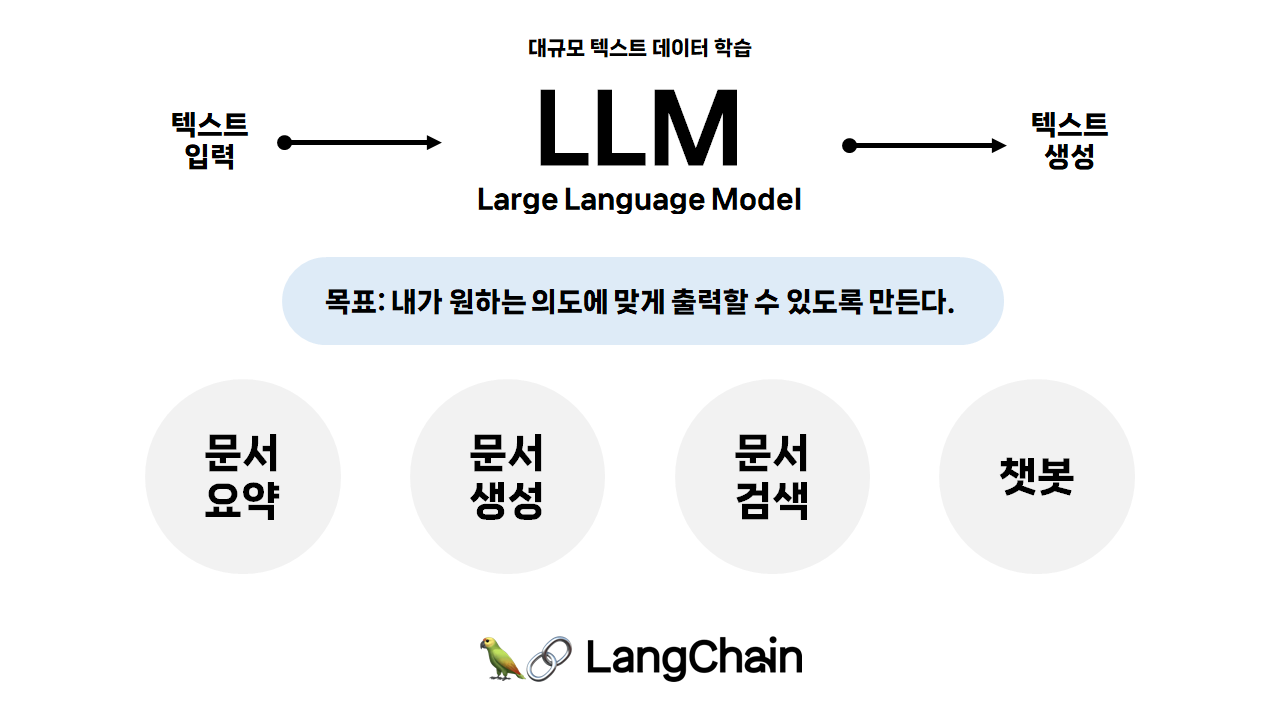 대규모 텍스트 데이터 학습
텍스트
입력
LLM
Large Language Model
텍스트
생성
목표: 내가 원하는 의도에 맞게 출력할 수 있도록 만든다.
문서
요약
문서
생성
문서
검색
챗봇
LangChain